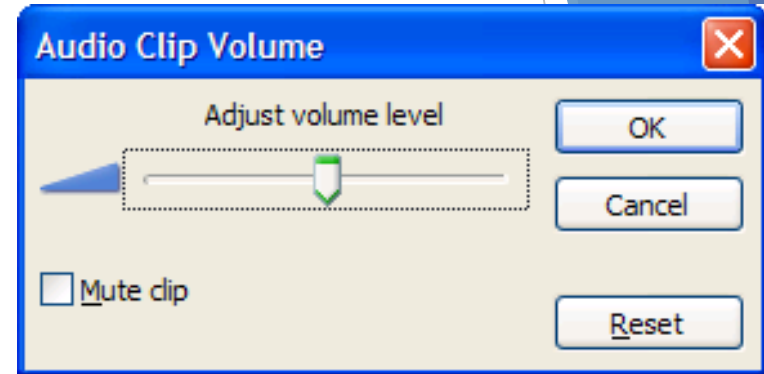 Audio Clip Volume
Adjust volume level
OK
Cancel
Mute clip
Reset